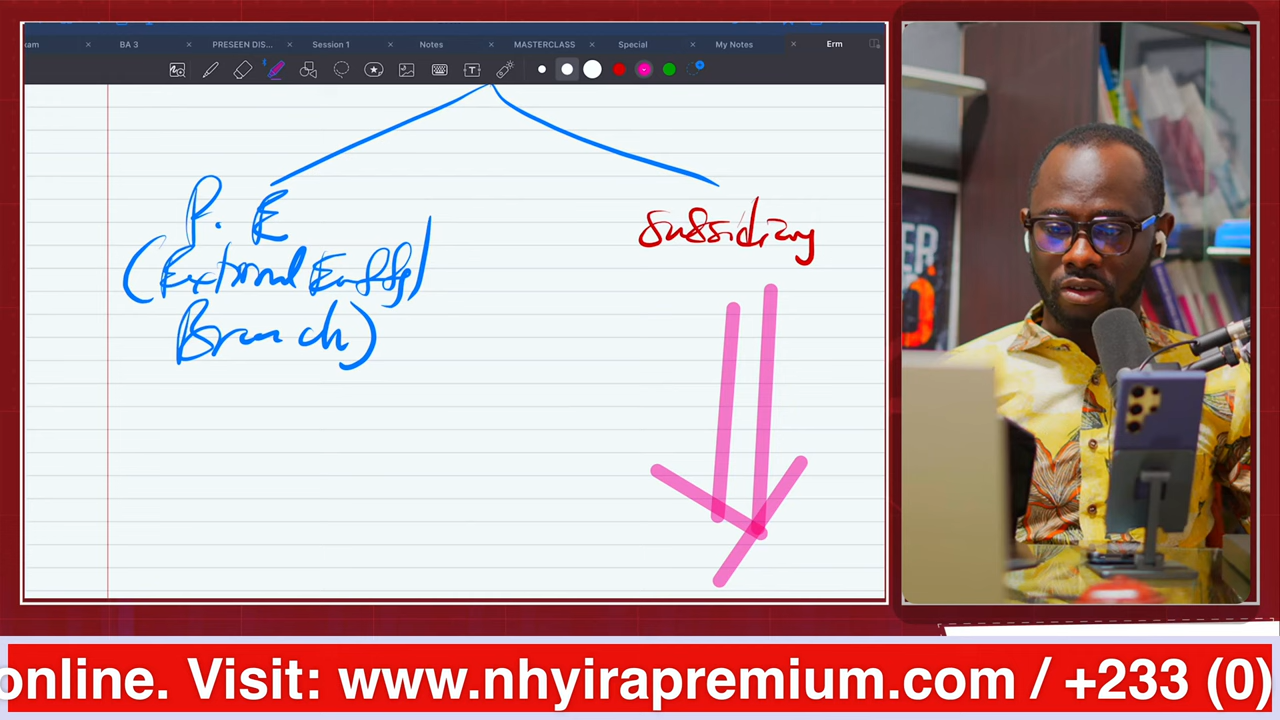 am
BA 3
PRESEEN DIS...
Session 1
Notes
MASTERCLASS
Special
My Notes
Erm
P. E
(External Entity)
Branch)
Subsidiary
ER
online. Visit: www.nhyirapremium.com / +233 (0)